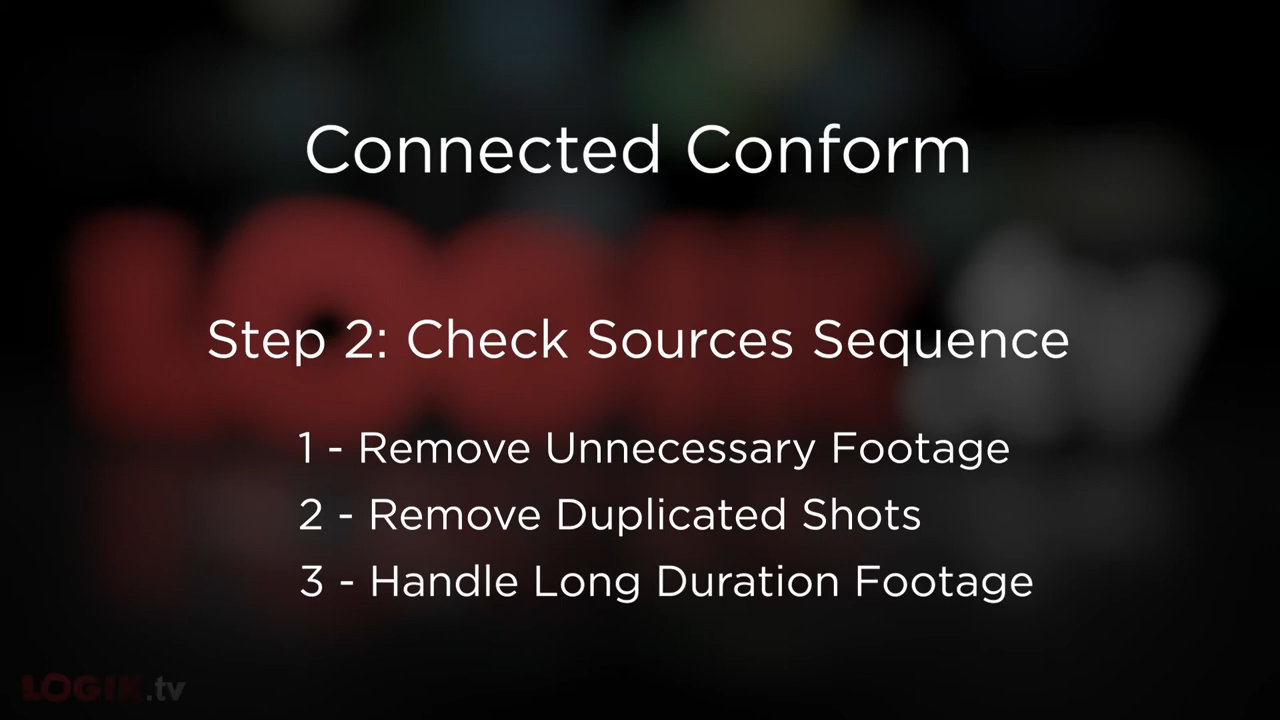 Connected Conform
Step 2: Check Sources Sequence
1 - Remove Unnecessary Footage
2 - Remove Duplicated Shots
3 - Handle Long Duration Footage
LOGIK.tv